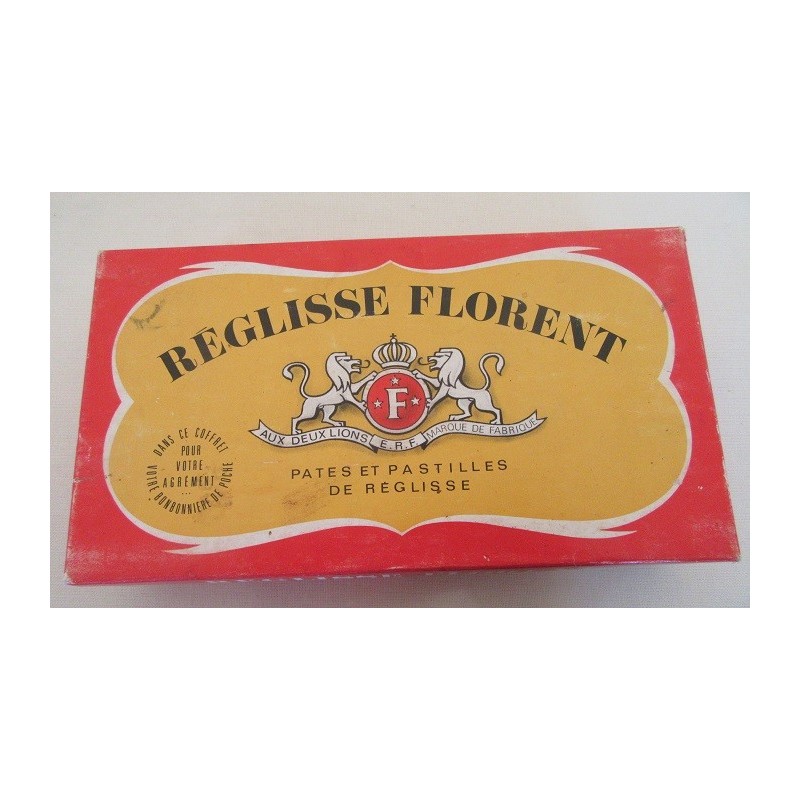 RÉGLISSE FLORENT
F
AUX DEUX LIONS E.R.F. MARQUE DE FABRIQUE
PATES ET PASTILLES
DE RÉGLISSE
DANS CE COFFRET
POUR
VOTRE
AGRÉMENT
...
VOTRE BONBONNIERE DE POCHE